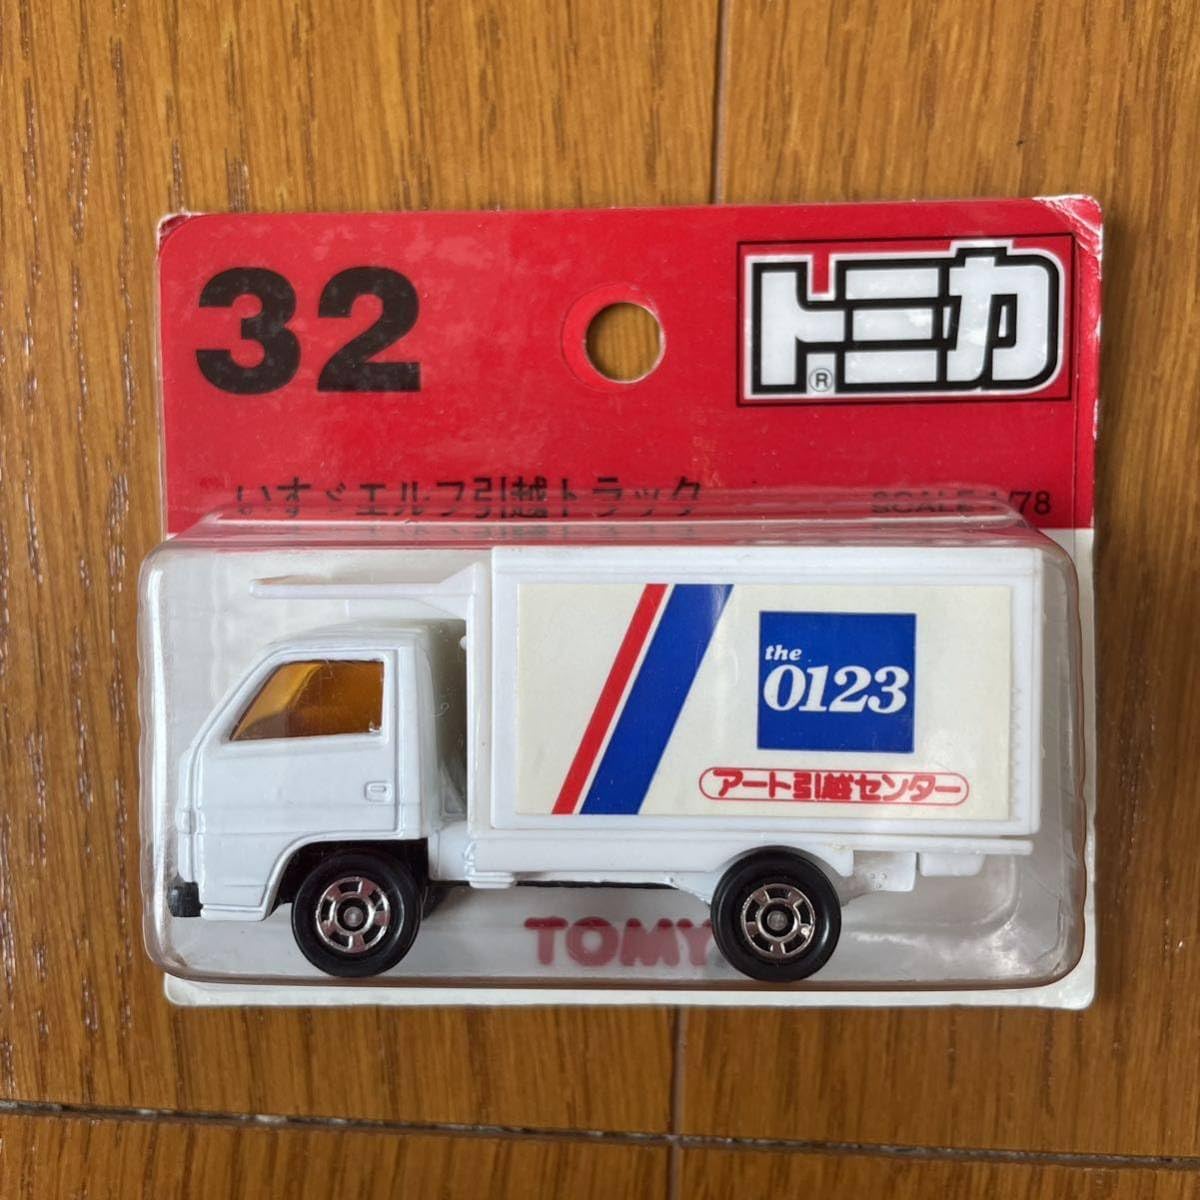 32
トミカ
®
いすゞエルフ引越トラック
SCALE 1/78
the
0123
アート引越センター
TOMY